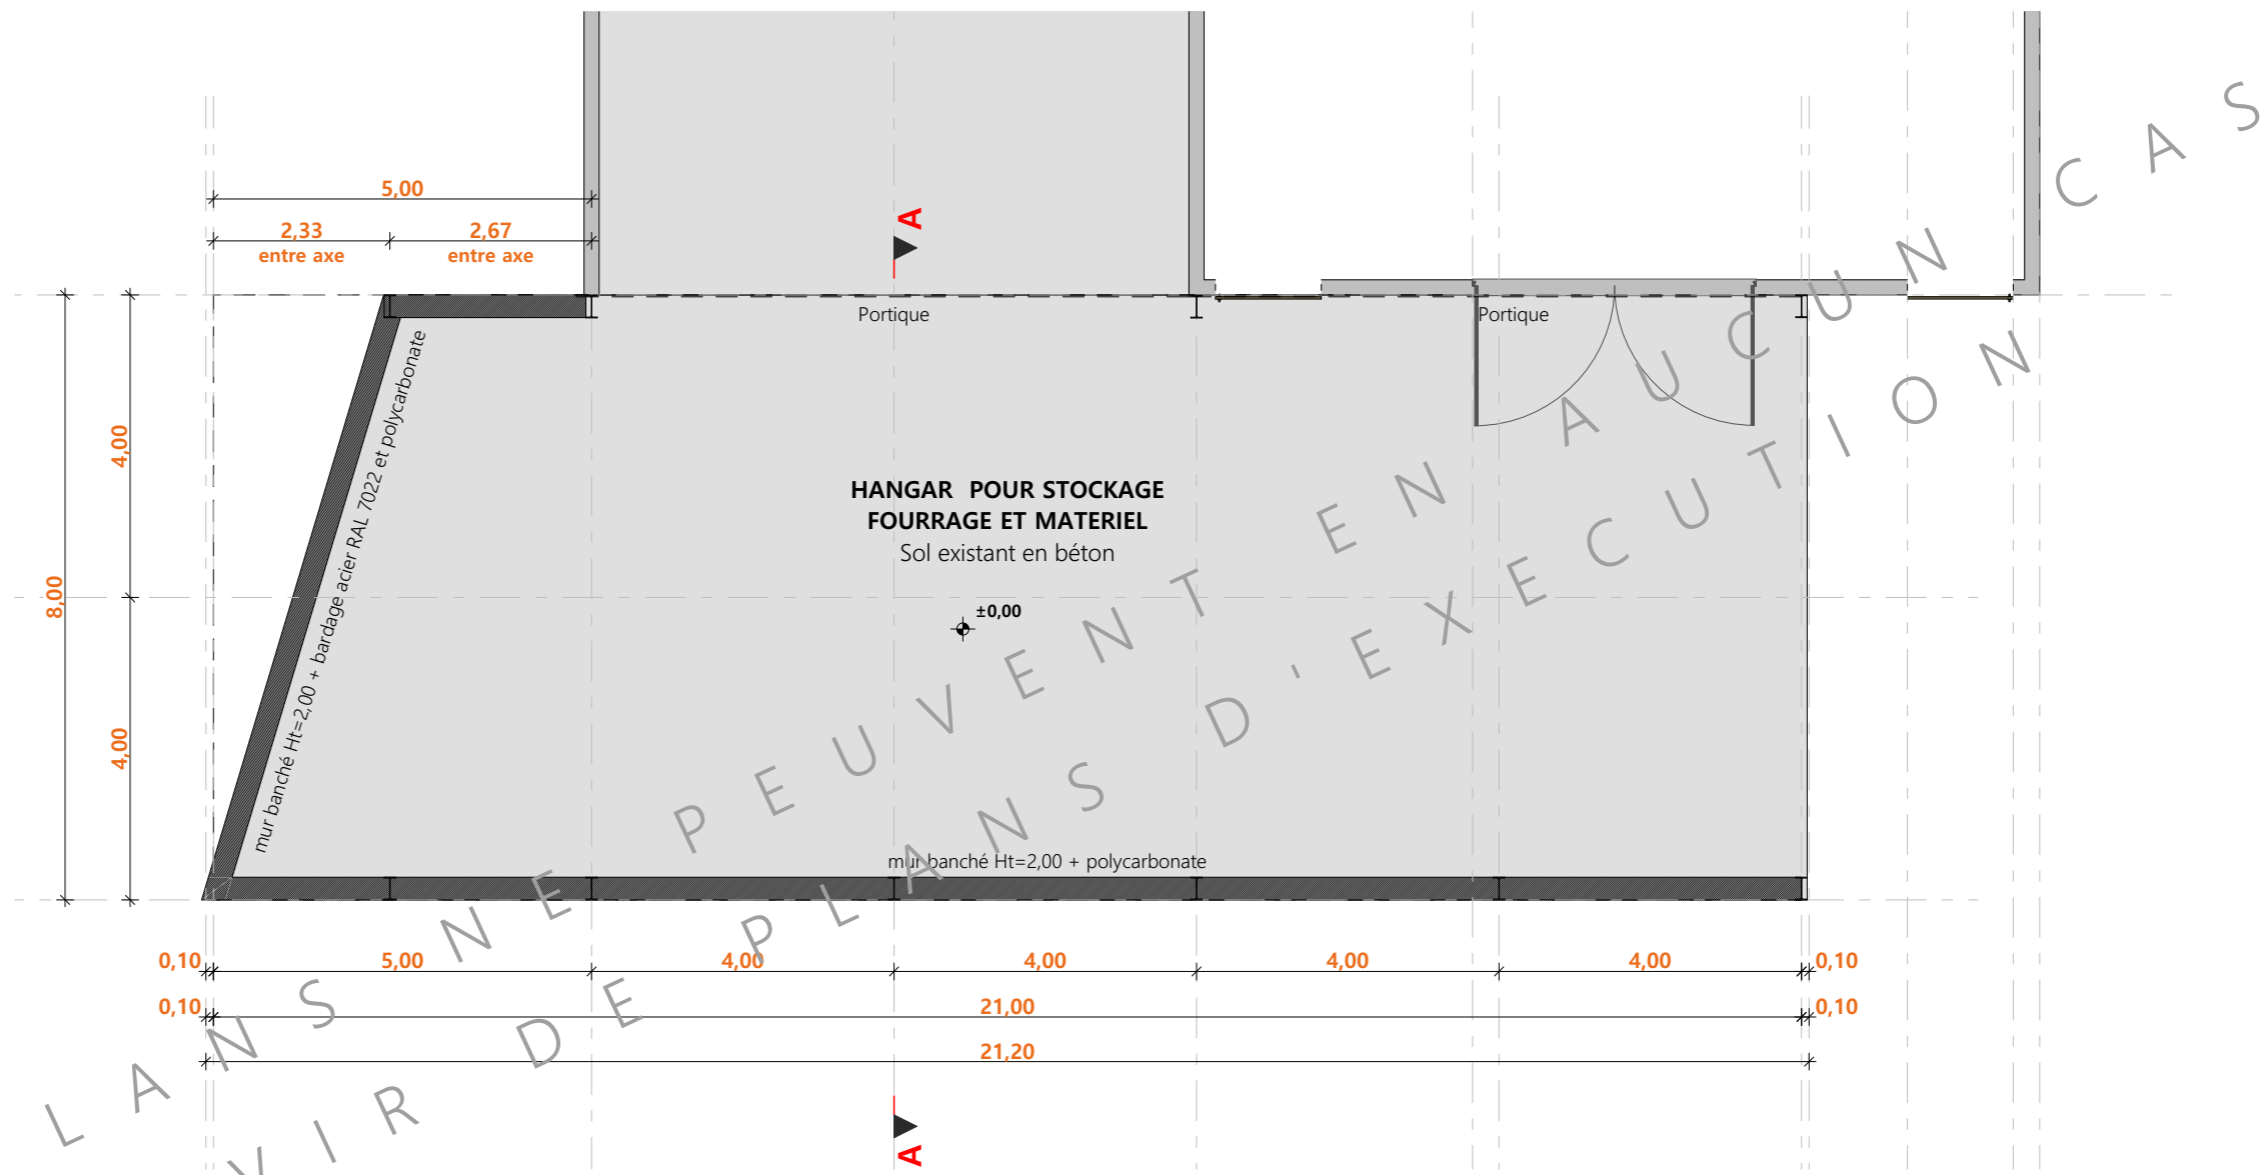 5,00
2,33
entre axe
2,67
entre axe
A
Portique
Portique
4,00
8,00
4,00
mur banché Ht=2,00 + bardage acier RAL 7022 et polycarbonate
HANGAR POUR STOCKAGE
FOURRAGE ET MATERIEL
Sol existant en béton
±0,00
mur banché Ht=2,00 + polycarbonate
0,10
5,00
4,00
4,00
4,00
4,00
0,10
0,10
21,00
0,10
21,20
A
LANS NE PEUVENT EN AUCUN CAS
VIR DE PLANS D'EXECUTION